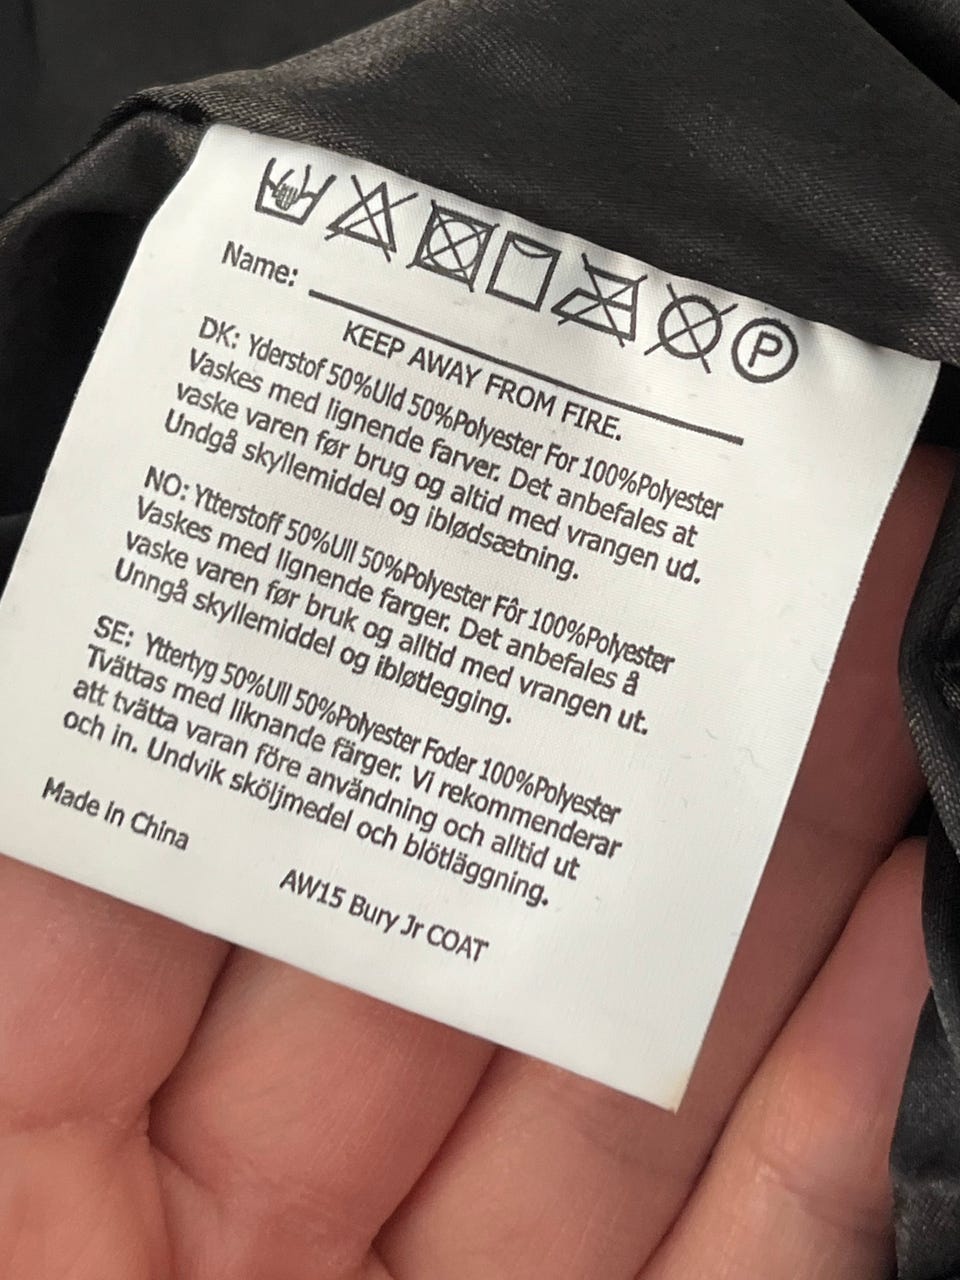 P
Name:
KEEP AWAY FROM FIRE.
DK: Yderstof 50%Uld 50%Polyester For 100%Polyester
Vaskes med lignende farver. Det anbefales at
vaske varen før brug og altid med vrangen ud.
Undgå skyllemiddel og iblødsætning.
NO: Ytterstoff 50%Ull 50%Polyester Fôr 100%Polyester
Vaskes med lignende farger. Det anbefales å
vaske varen før bruk og alltid med vrangen ut.
Unngå skyllemiddel og ibløtlegging.
SE: Yttertyg 50%Ull 50%Polyester Foder 100%Polyester
Tvättas med liknande färger. Vi rekommenderar
att tvätta varan före användning och alltid ut
och in. Undvik sköljmedel och blötläggning.
Made in China
AW15 Bury Jr COAT